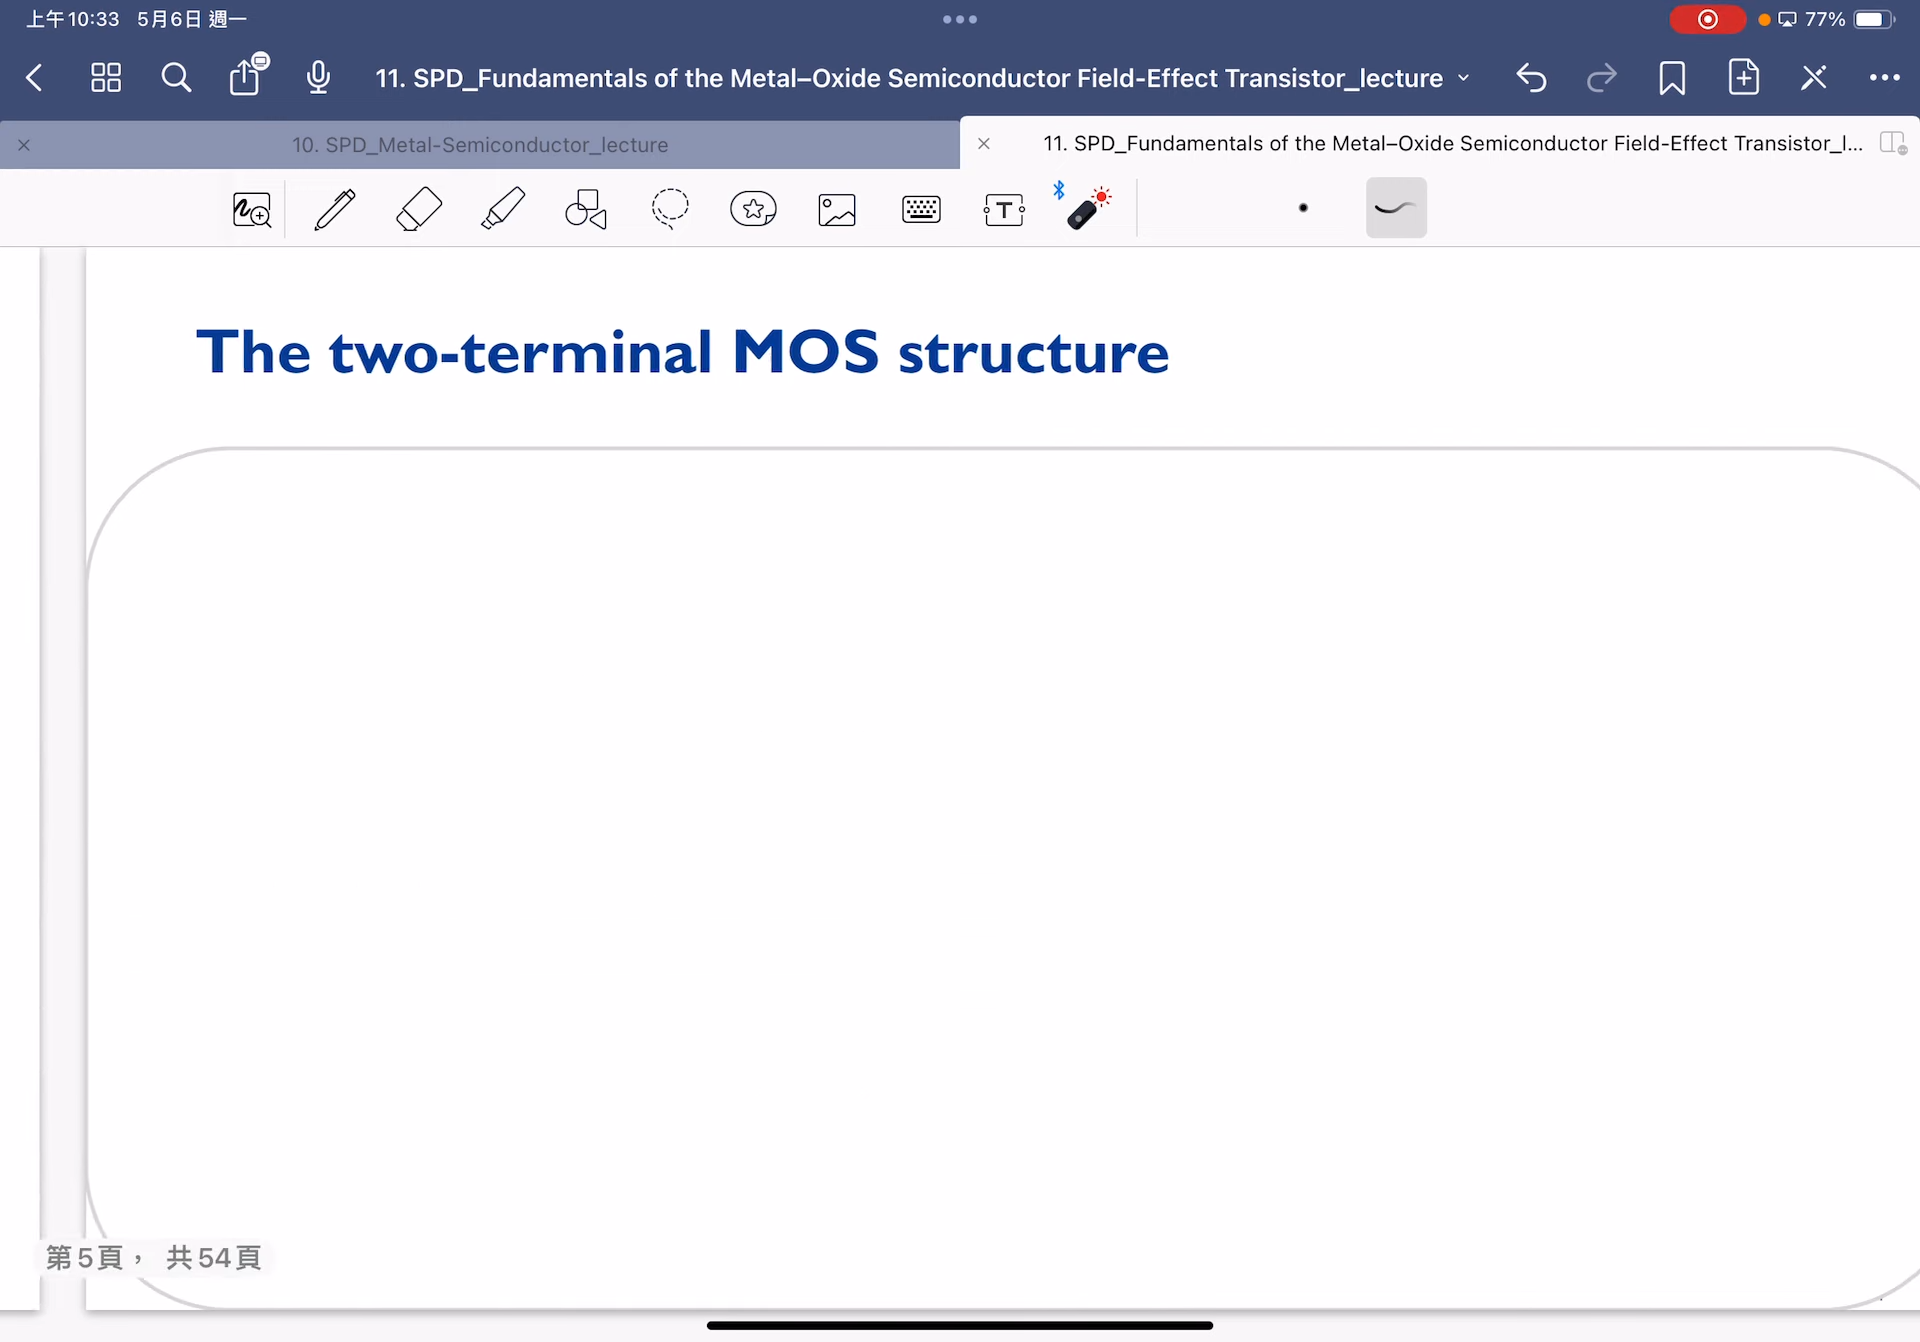 上午10:33 5月6日 週一
77%
11. SPD_Fundamentals of the Metal–Oxide Semiconductor Field-Effect Transistor_lecture
10. SPD_Metal-Semiconductor_lecture
11. SPD_Fundamentals of the Metal–Oxide Semiconductor Field-Effect Transistor_l...
T
The two-terminal MOS structure
第5頁， 共54頁